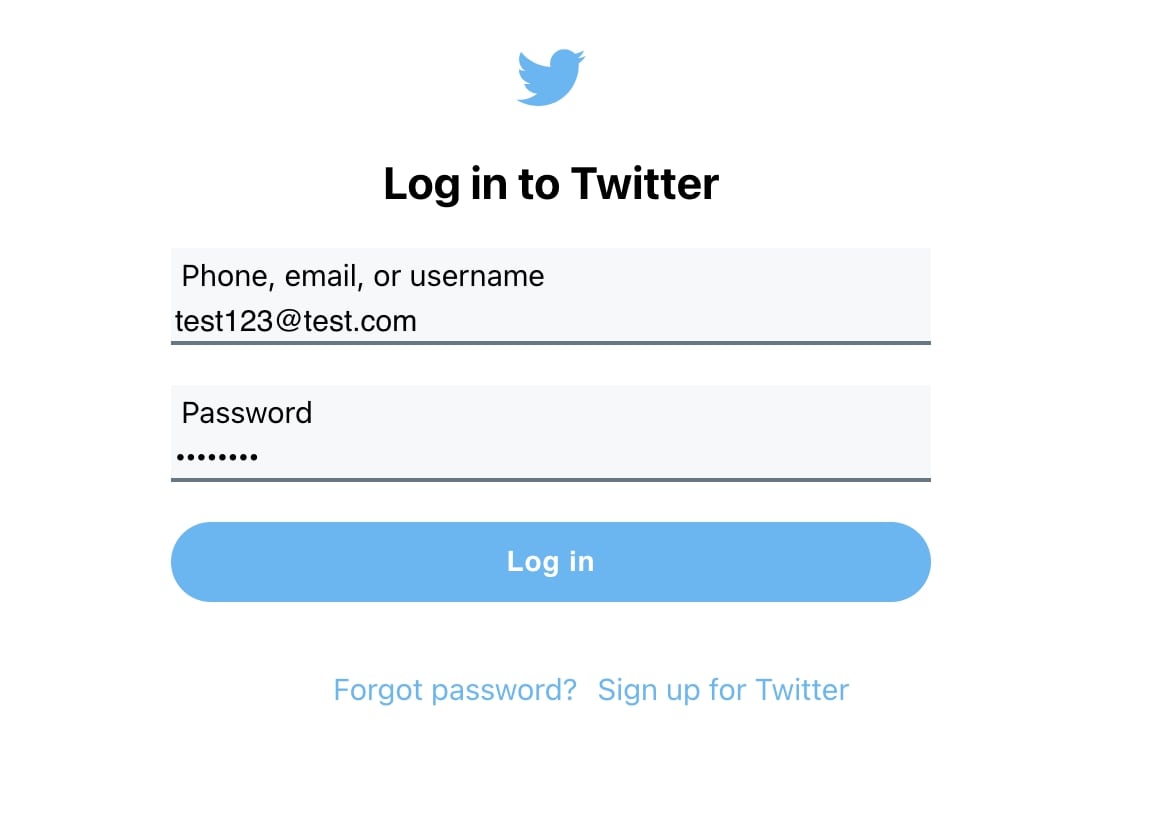 Log in to Twitter
Phone, email, or username
test123@test.com
Password
••••••••
Log in
Forgot password? Sign up for Twitter